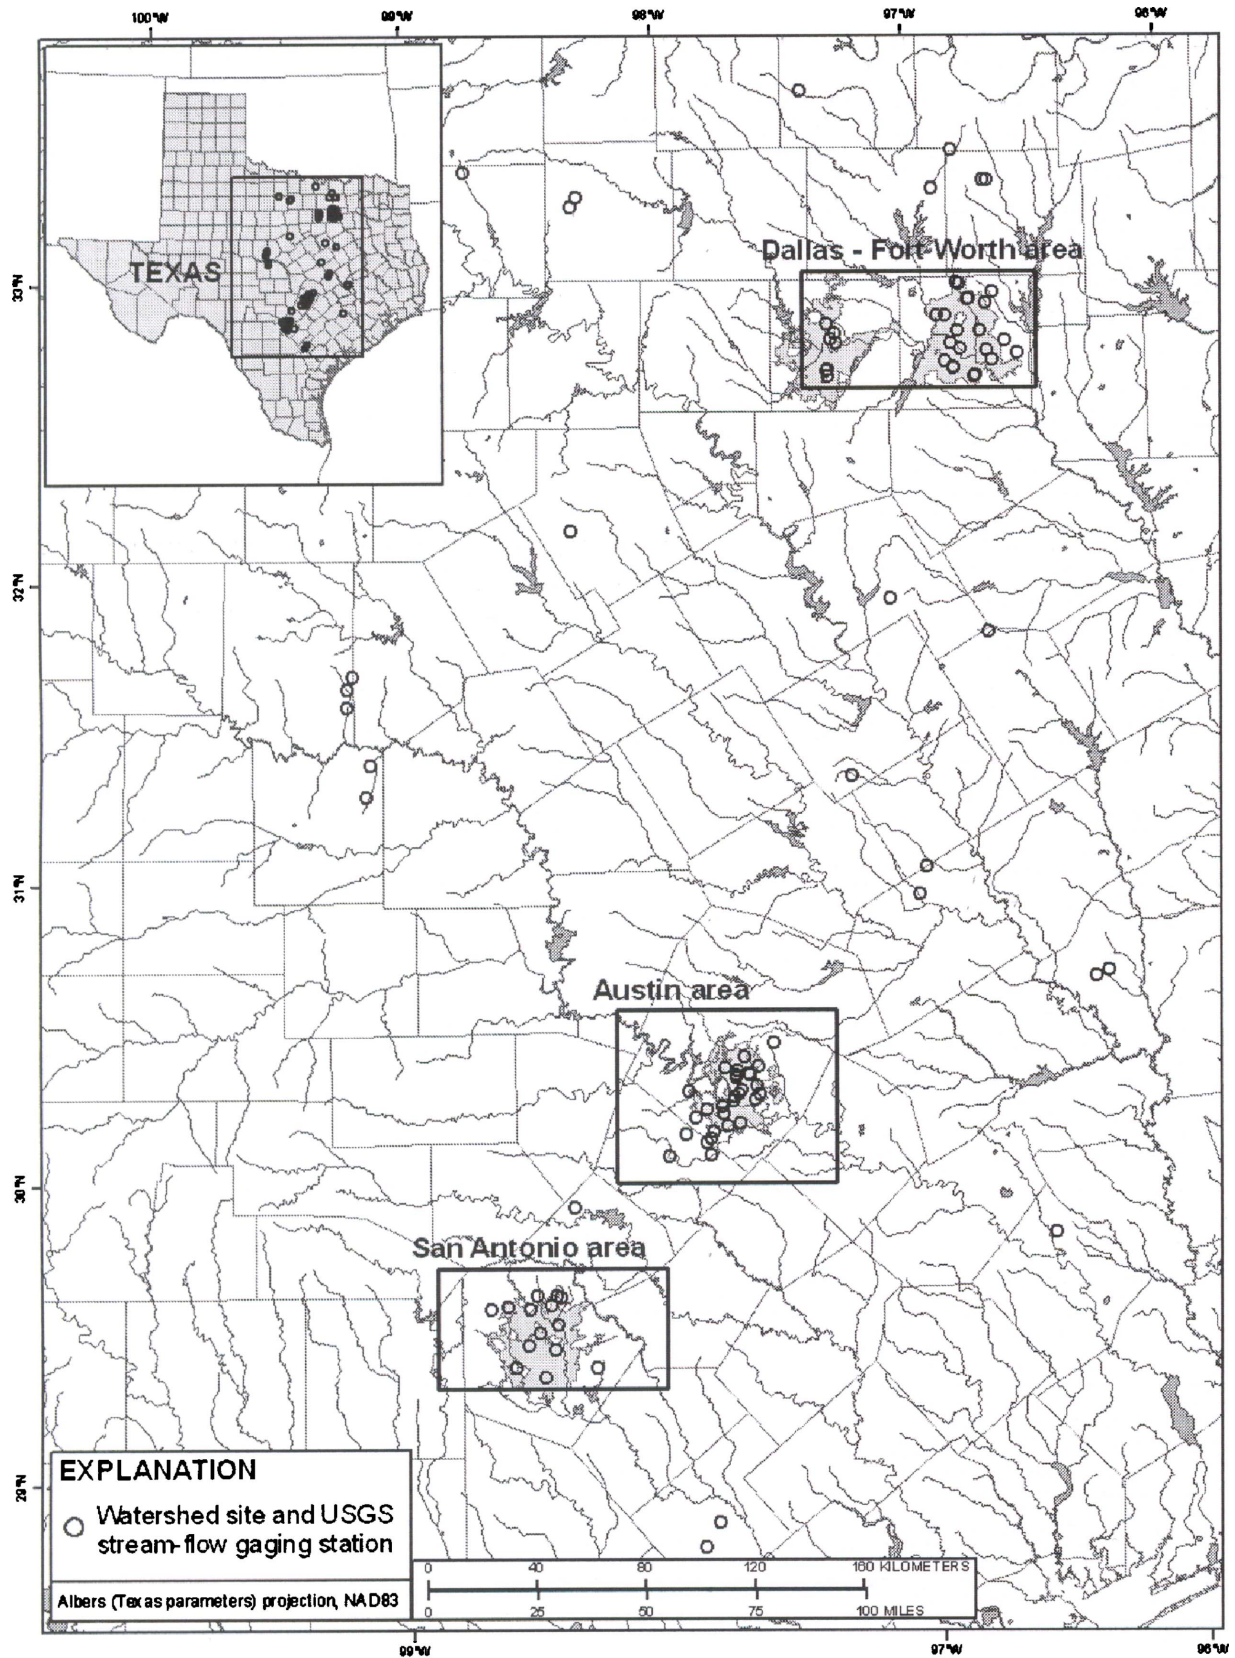 100°W 99°W 98°W 97°W 96°W
TEXAS
Dallas - Fort-Worth area
33°N
32°N
31°N
Austin area
30°N
San Antonio area
29°N
EXPLANATION
Watershed site and USGS
stream-flow gaging station
Albers (Texas parameters) projection, NAD83
0 40 80 120 160 KILOMETERS
0 25 50 75 100 MILES
99°W 97°W 96°W